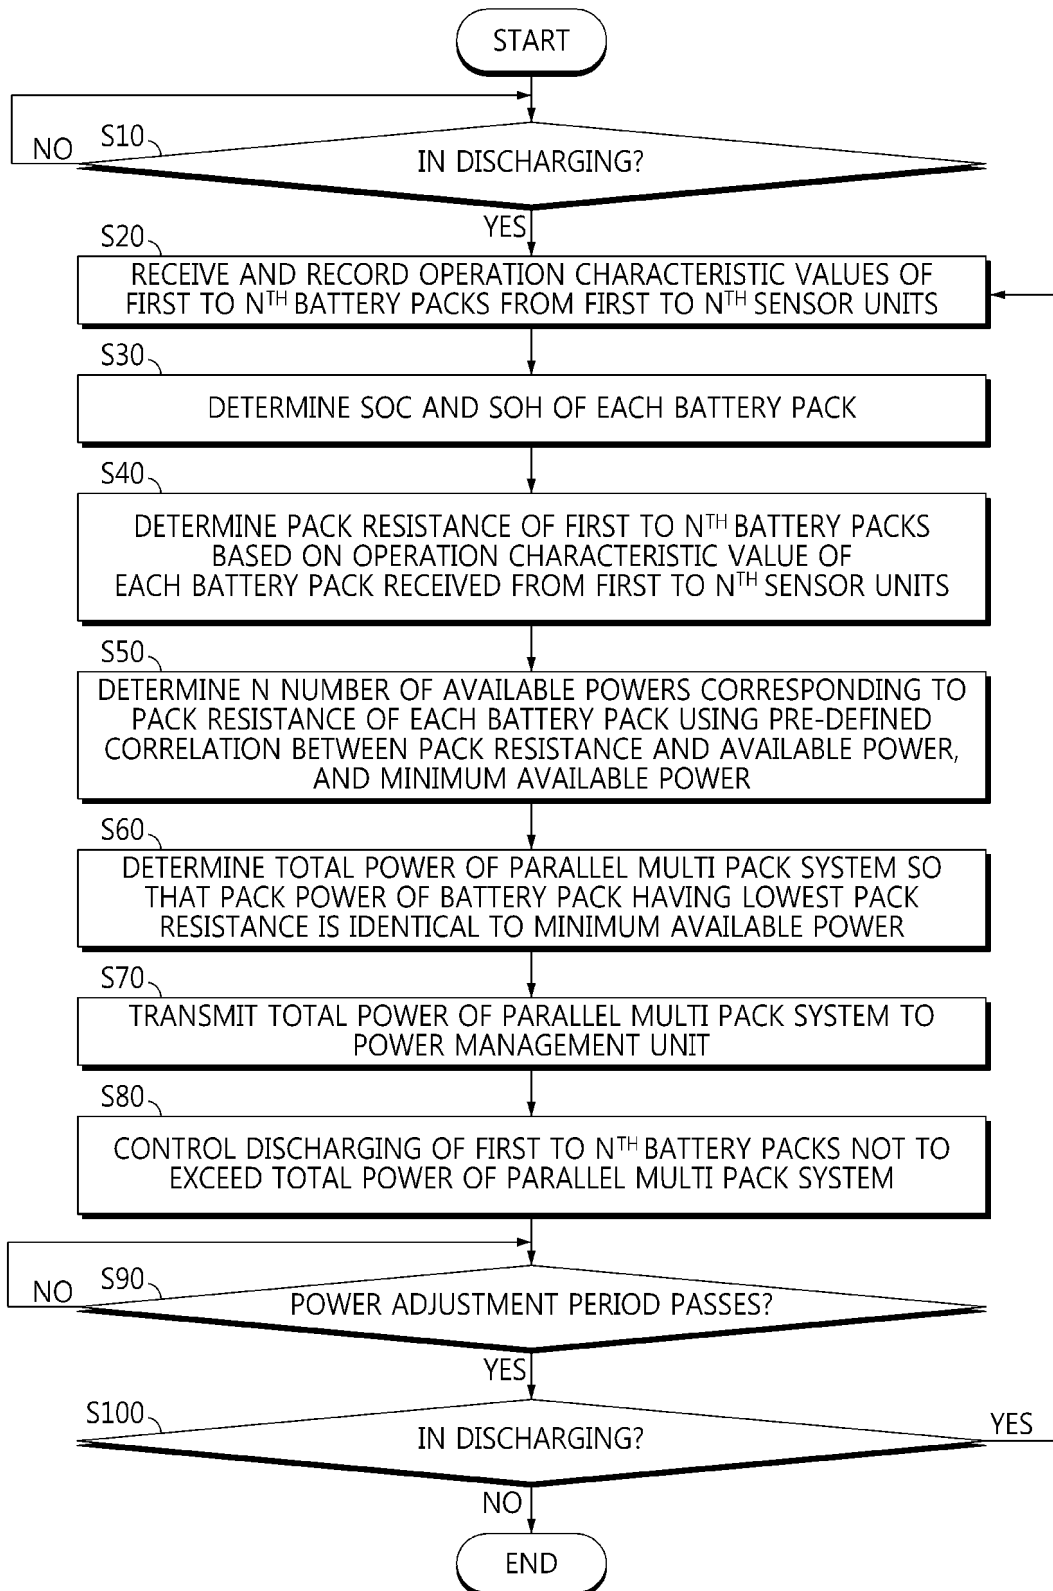 START
S10
NO
IN DISCHARGING?
YES
S20
RECEIVE AND RECORD OPERATION CHARACTERISTIC VALUES OF
FIRST TO NTH BATTERY PACKS FROM FIRST TO NTH SENSOR UNITS
S30
DETERMINE SOC AND SOH OF EACH BATTERY PACK
S40
DETERMINE PACK RESISTANCE OF FIRST TO NTH BATTERY PACKS
BASED ON OPERATION CHARACTERISTIC VALUE OF
EACH BATTERY PACK RECEIVED FROM FIRST TO NTH SENSOR UNITS
S50
DETERMINE N NUMBER OF AVAILABLE POWERS CORRESPONDING TO
PACK RESISTANCE OF EACH BATTERY PACK USING PRE-DEFINED
CORRELATION BETWEEN PACK RESISTANCE AND AVAILABLE POWER,
AND MINIMUM AVAILABLE POWER
S60
DETERMINE TOTAL POWER OF PARALLEL MULTI PACK SYSTEM SO
THAT PACK POWER OF BATTERY PACK HAVING LOWEST PACK
RESISTANCE IS IDENTICAL TO MINIMUM AVAILABLE POWER
S70
TRANSMIT TOTAL POWER OF PARALLEL MULTI PACK SYSTEM TO
POWER MANAGEMENT UNIT
S80
CONTROL DISCHARGING OF FIRST TO NTH BATTERY PACKS NOT TO
EXCEED TOTAL POWER OF PARALLEL MULTI PACK SYSTEM
S90
NO
POWER ADJUSTMENT PERIOD PASSES?
YES
S100
IN DISCHARGING?
YES
NO
END